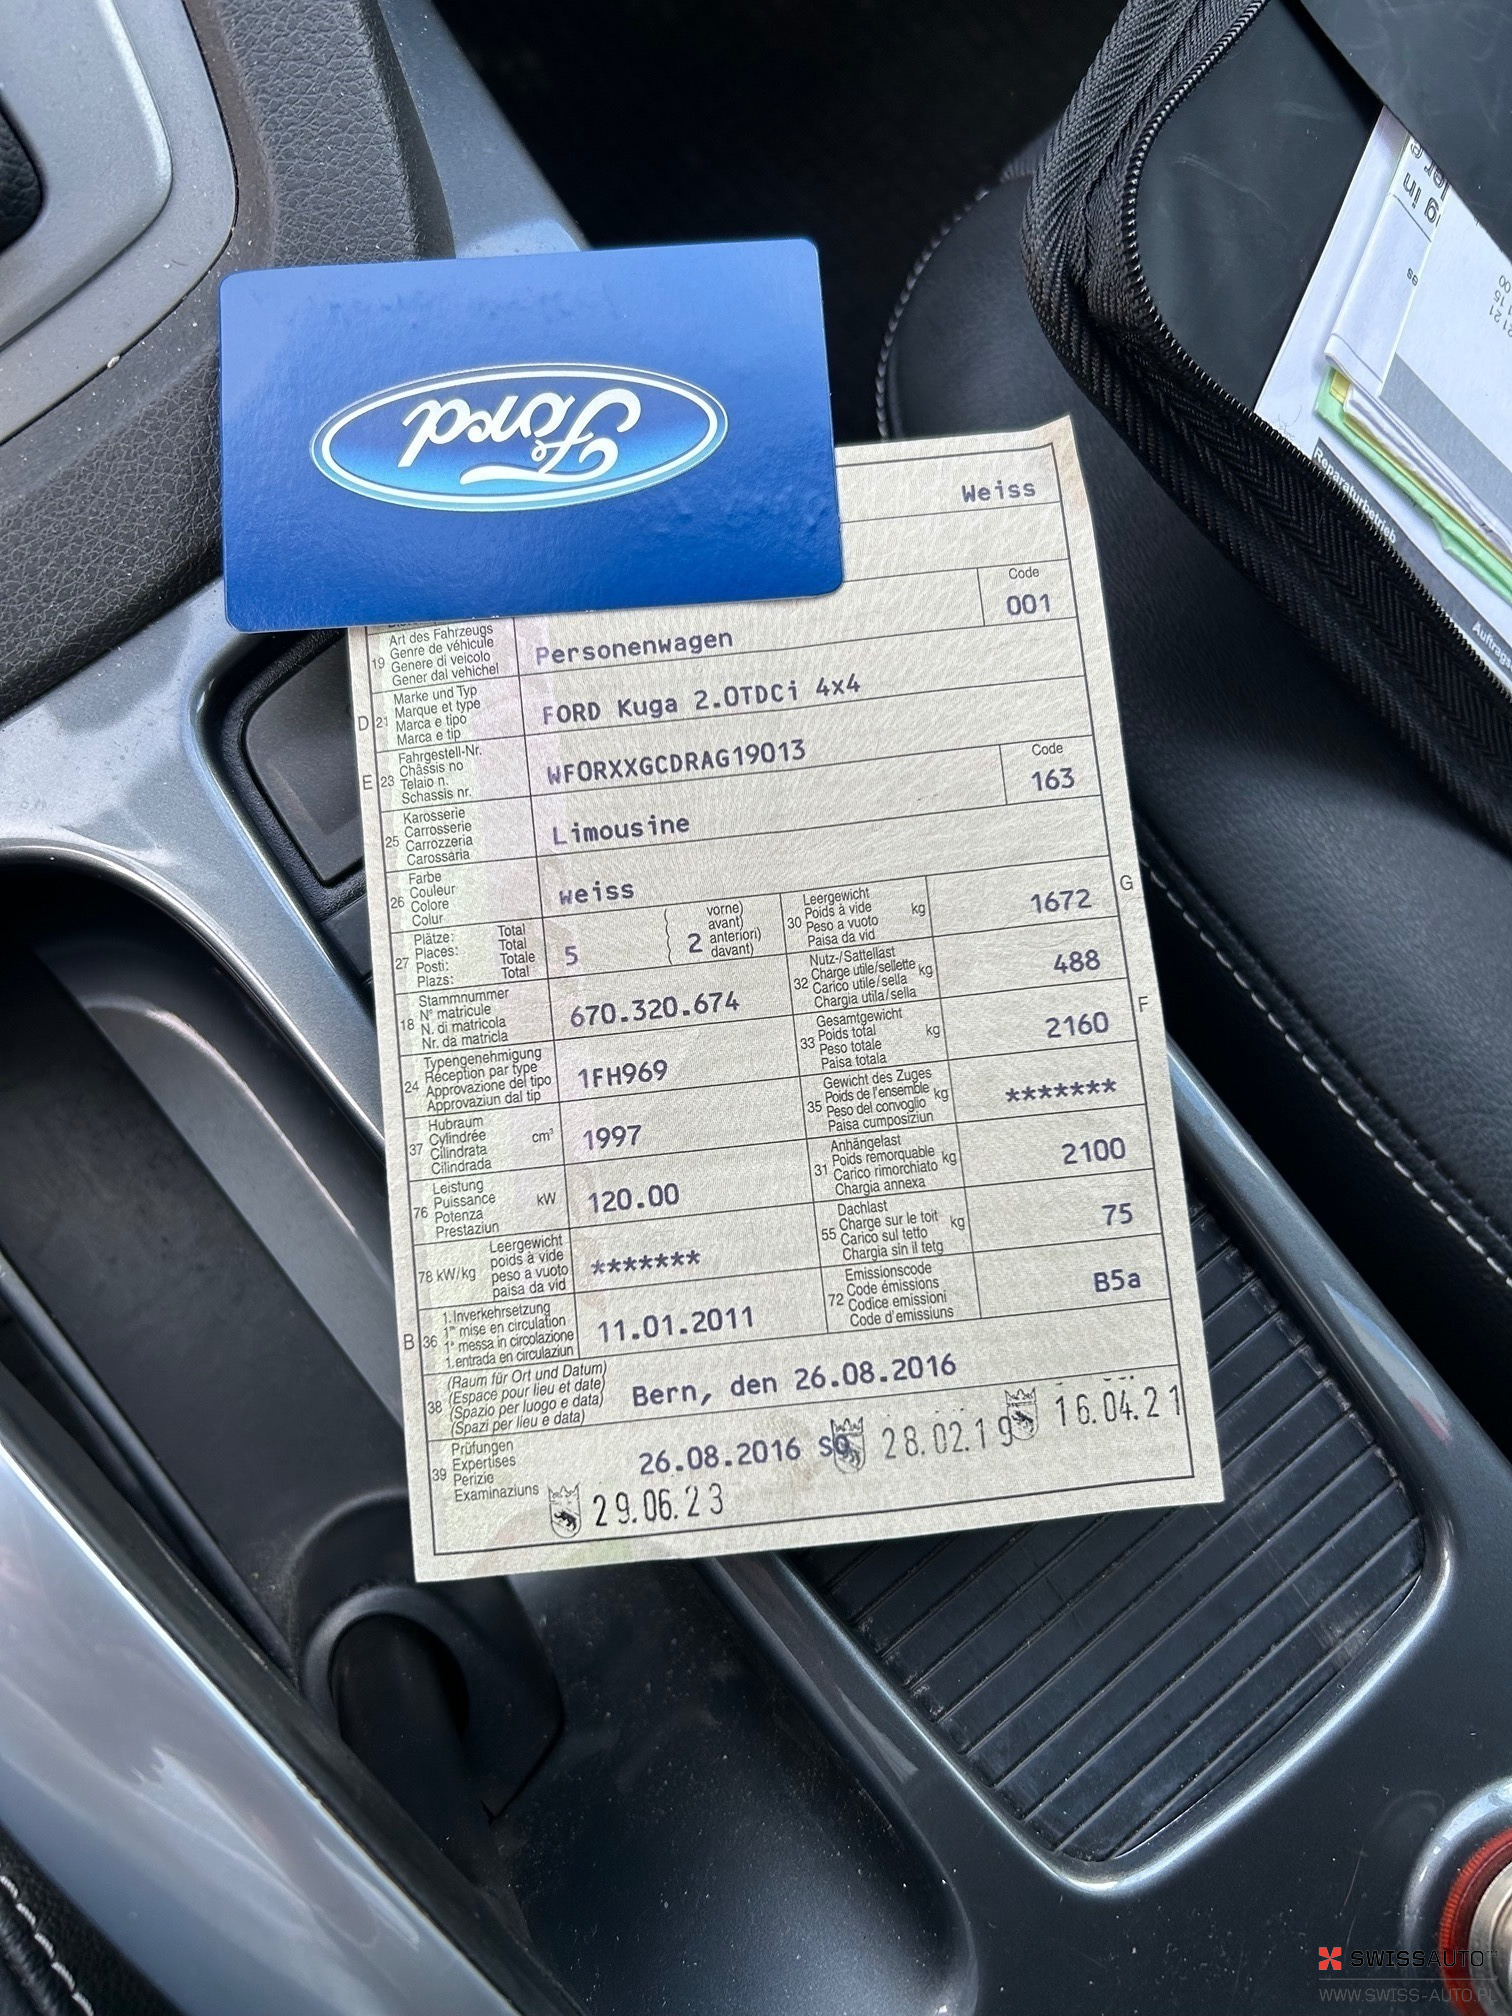 Ford
Weiss
Code
001
19 Art des Fahrzeugs
Genre de véhicule
Genere di veicolo
Gener dal vehichel
Personenwagen
D 21 Marke und Typ
Marque et type
Marca e tipo
Marca e tip
FORD Kuga 2.0TDCi 4x4
E 23 Fahrgestell-Nr.
Châssis no
Telaio n.
Schassis nr.
WF0RXXGCDRAG19013
Code
163
25 Karosserie
Carrosserie
Carrozzeria
Carossaria
Limousine
26 Farbe
Couleur
Colore
Colur
weiss
27 Plätze: Total
Places: Total
Posti: Totale
Plazs: Total
5
2 vorne)
avant)
anteriori)
davant)
30 Leergewicht
Poids à vide kg
Peso a vuoto
Paisa da vid
1672
G
18 Stammnummer
N° matricule
N. di matricola
Nr. da matricla
670.320.674
32 Nutz-/Sattellast
Charge utile/sellette kg
Carico utile/sella
Chargia utila/sella
488
24 Typengenehmigung
Réception par type
Approvazione del tipo
Approvaziun dal tip
1FH969
33 Gesamtgewicht
Poids total kg
Peso totale
Paisa totala
2160
F
37 Hubraum
Cylindrée cm³
Cilindrata
Cilindrada
1997
35 Gewicht des Zuges
Poids de l'ensemble kg
Peso del convoglio
Paisa cumposiziun
*******
76 Leistung
Puissance kW
Potenza
Prestaziun
120.00
31 Anhängelast
Poids remorquable kg
Carico rimorchiato
Chargia annexa
2100
78 kW/kg Leergewicht
poids à vide
peso a vuoto
paisa da vid
*******
55 Dachlast
Charge sur le toit kg
Carico sul tetto
Chargia sin il tetg
75
B 36 1. Inverkehrsetzung
1re mise en circulation
1a messa in circolazione
1. entrada en circulaziun
11.01.2011
72 Emissionscode
Code émissions
Codice emissioni
Code d'emissiuns
B5a
38 (Raum für Ort und Datum)
(Espace pour lieu et date)
(Spazio per luogo e data)
(Spazi per lieu e data)
Bern, den 26.08.2016
39 Prüfungen
Expertises
Perizie
Examinaziuns
26.08.2016 SO 28.02.19 16.04.21
29.06.23
Reparaturbetrieb
SWISSAUTO
WWW.SWISS-AUTO.PL